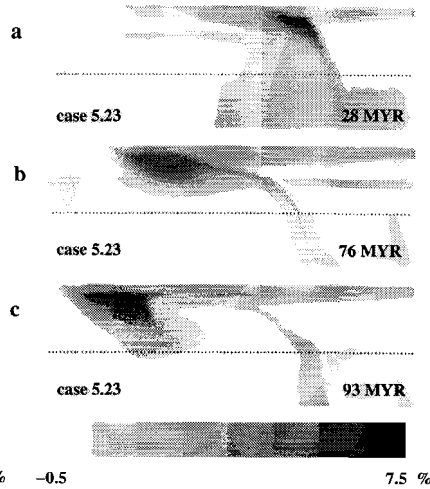 a
case 5.23 28 MYR
b
case 5.23 76 MYR
c
case 5.23 93 MYR
% -0.5 7.5 %